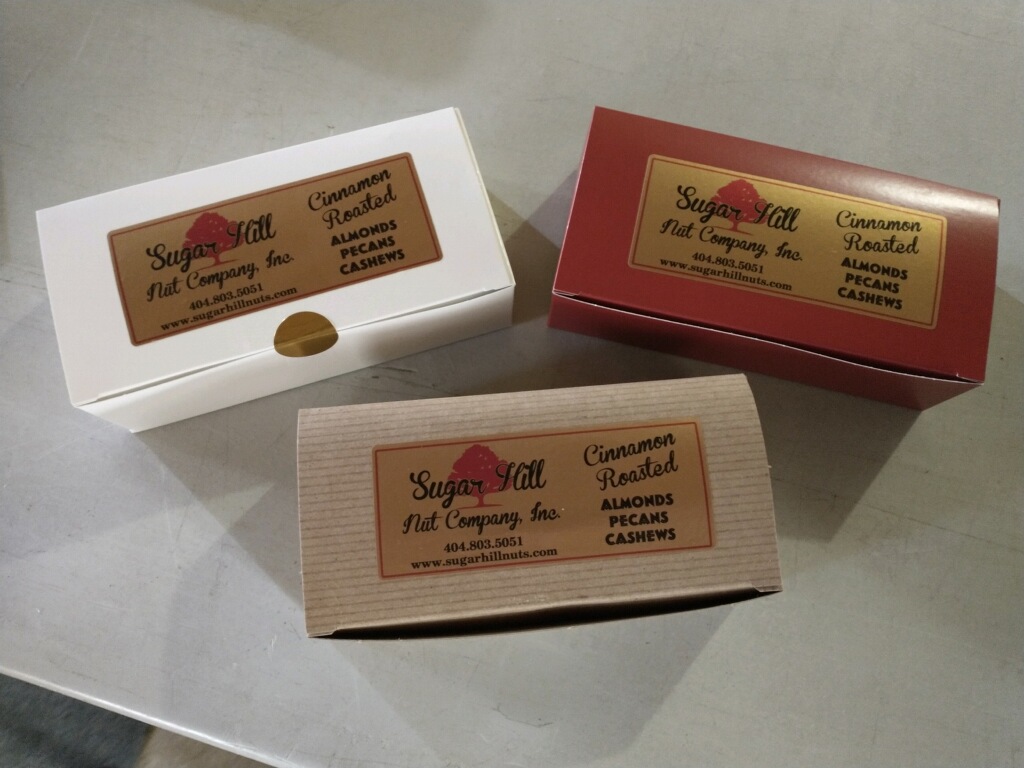 Sugar Hill
Nut Company, Inc.
404.803.5051
www.sugarhillnuts.com
Cinnamon
Roasted
ALMONDS
PECANS
CASHEWS
Sugar Hill
Nut Company, Inc.
404.803.5051
www.sugarhillnuts.com
Cinnamon
Roasted
ALMONDS
PECANS
CASHEWS
Sugar Hill
Nut Company, Inc.
404.803.5051
www.sugarhillnuts.com
Cinnamon
Roasted
ALMONDS
PECANS
CASHEWS